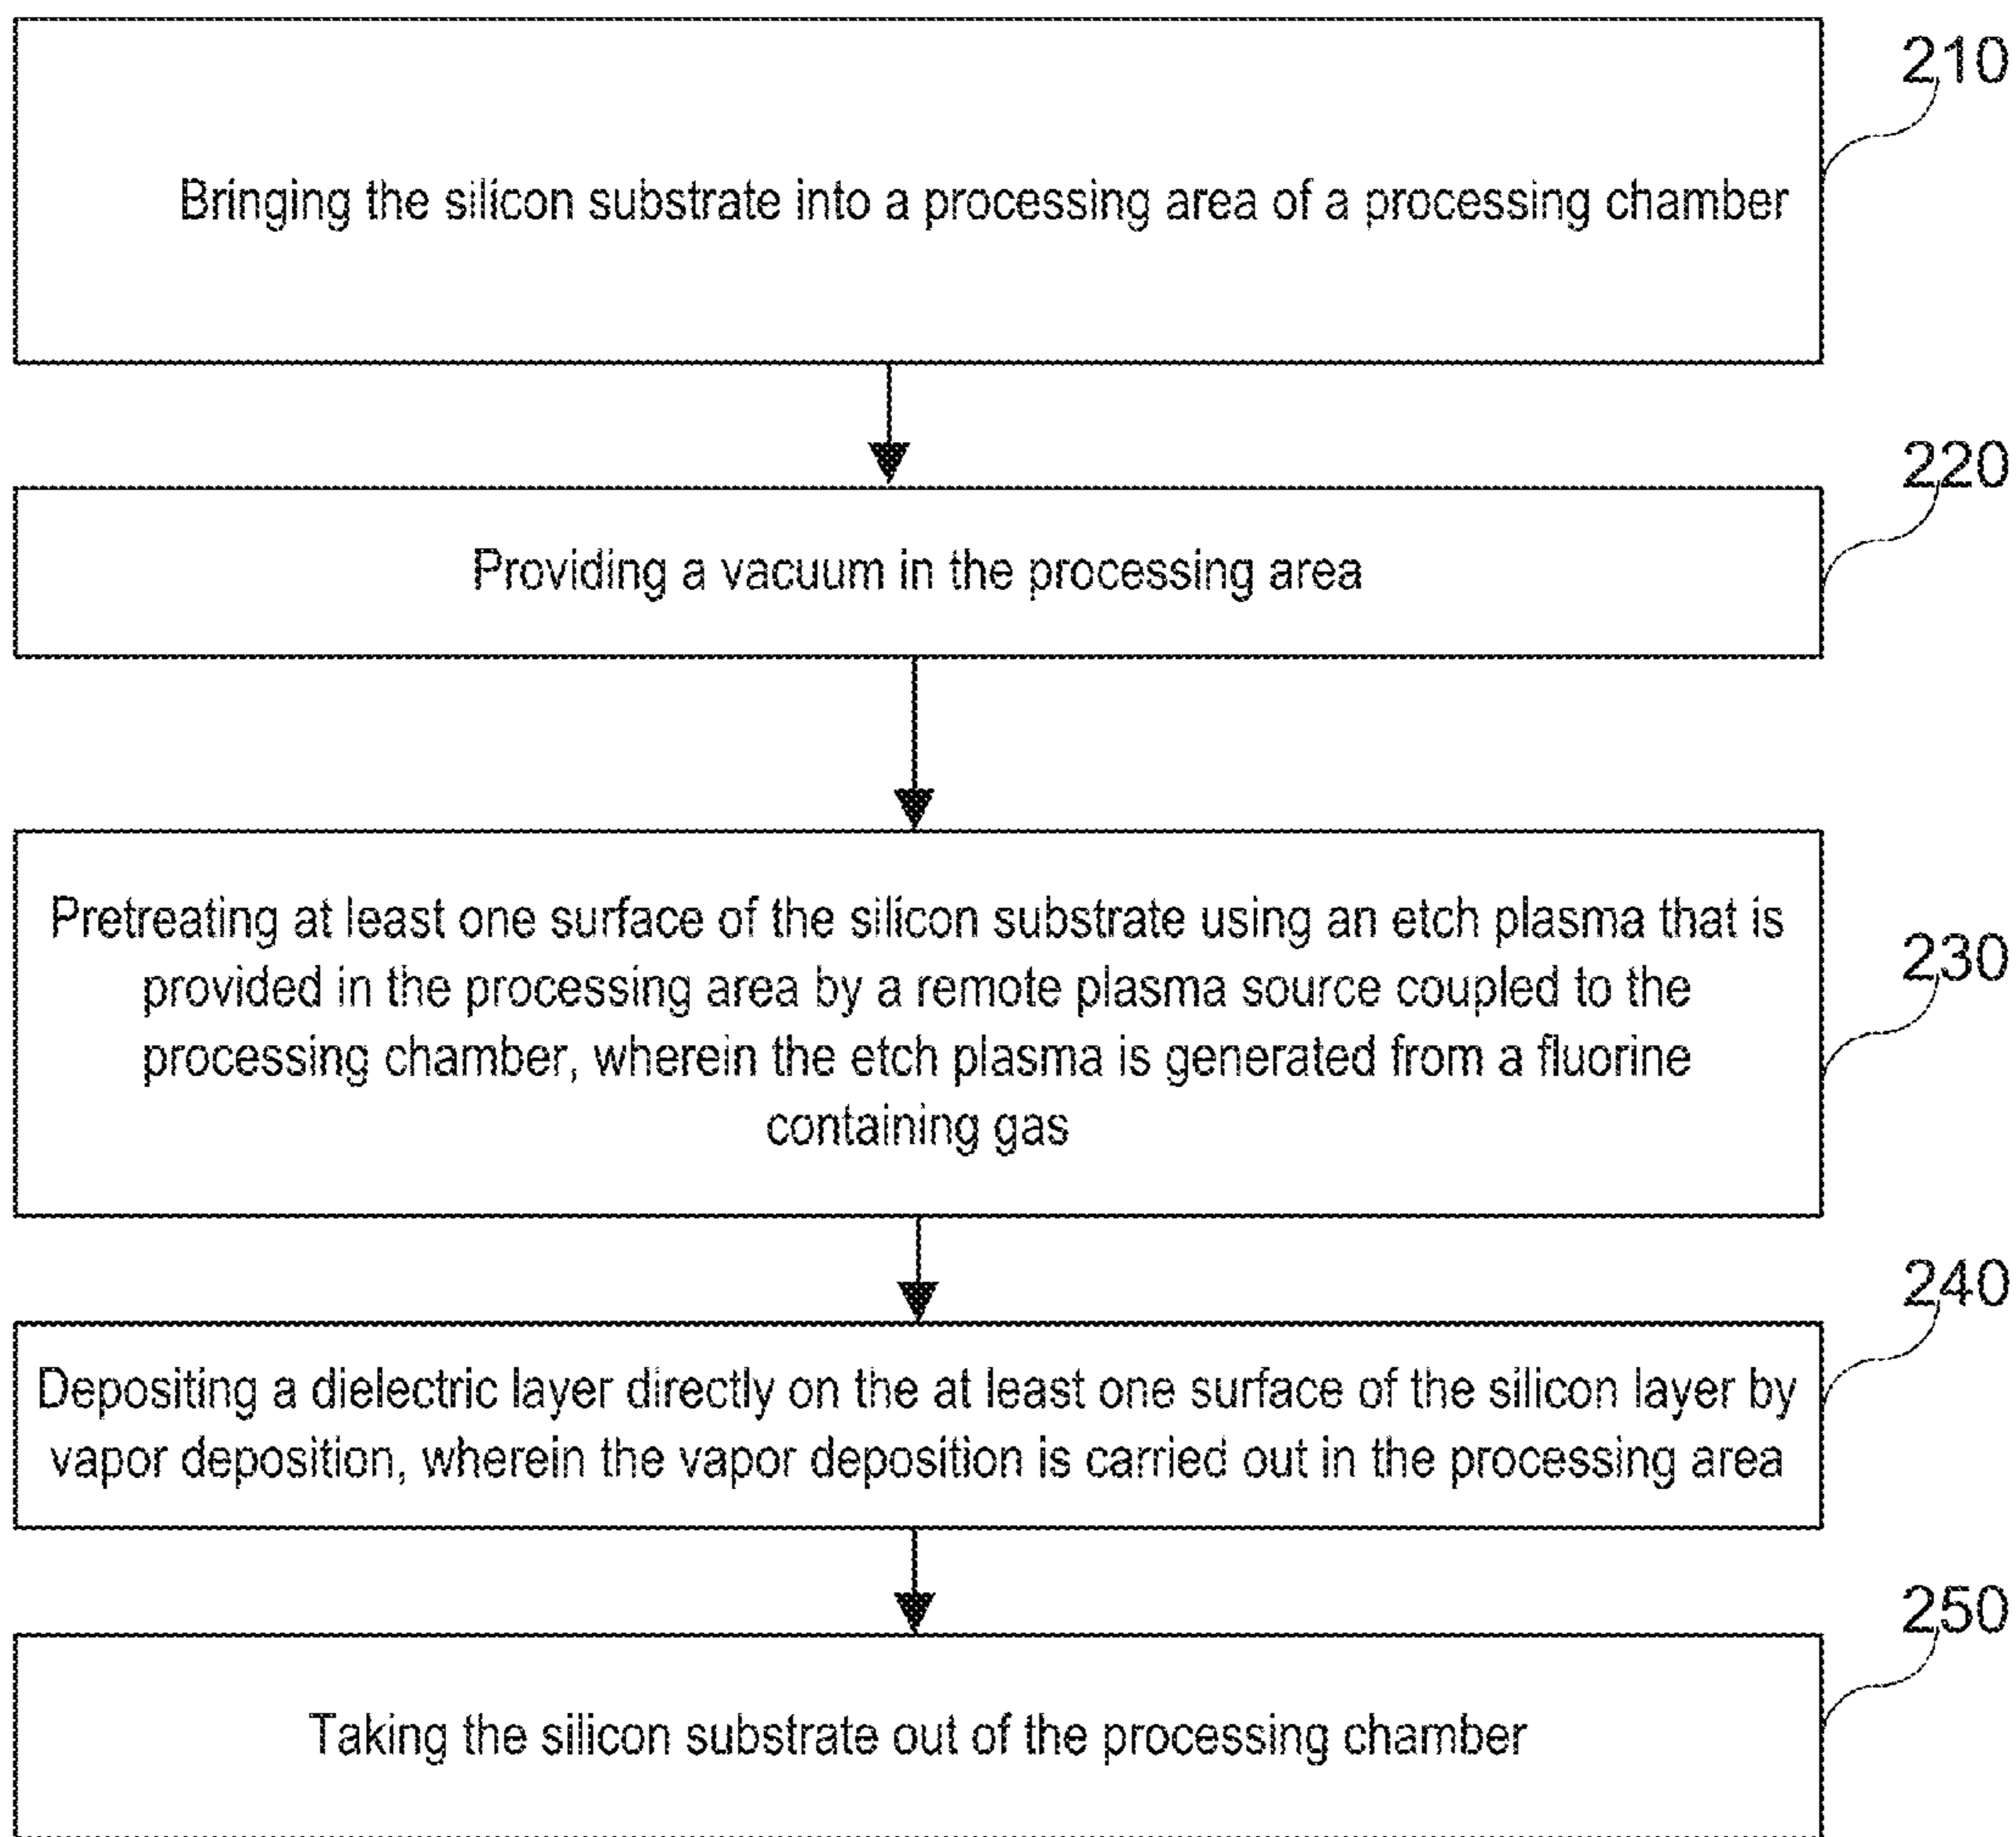 210
Bringing the silicon substrate into a processing area of a processing chamber
220
Providing a vacuum in the processing area
Pretreating at least one surface of the silicon substrate using an etch plasma that is
provided in the processing area by a remote plasma source coupled to the
230
processing chamber, wherein the etch plasma is generated from a fluorine
containing gas
240
Depositing a dielectric layer directly on the at least one surface of the silicon layer by
vapor deposition, wherein the vapor deposition is carried out in the processing area
250
Taking the silicon substrate out of the processing chamber